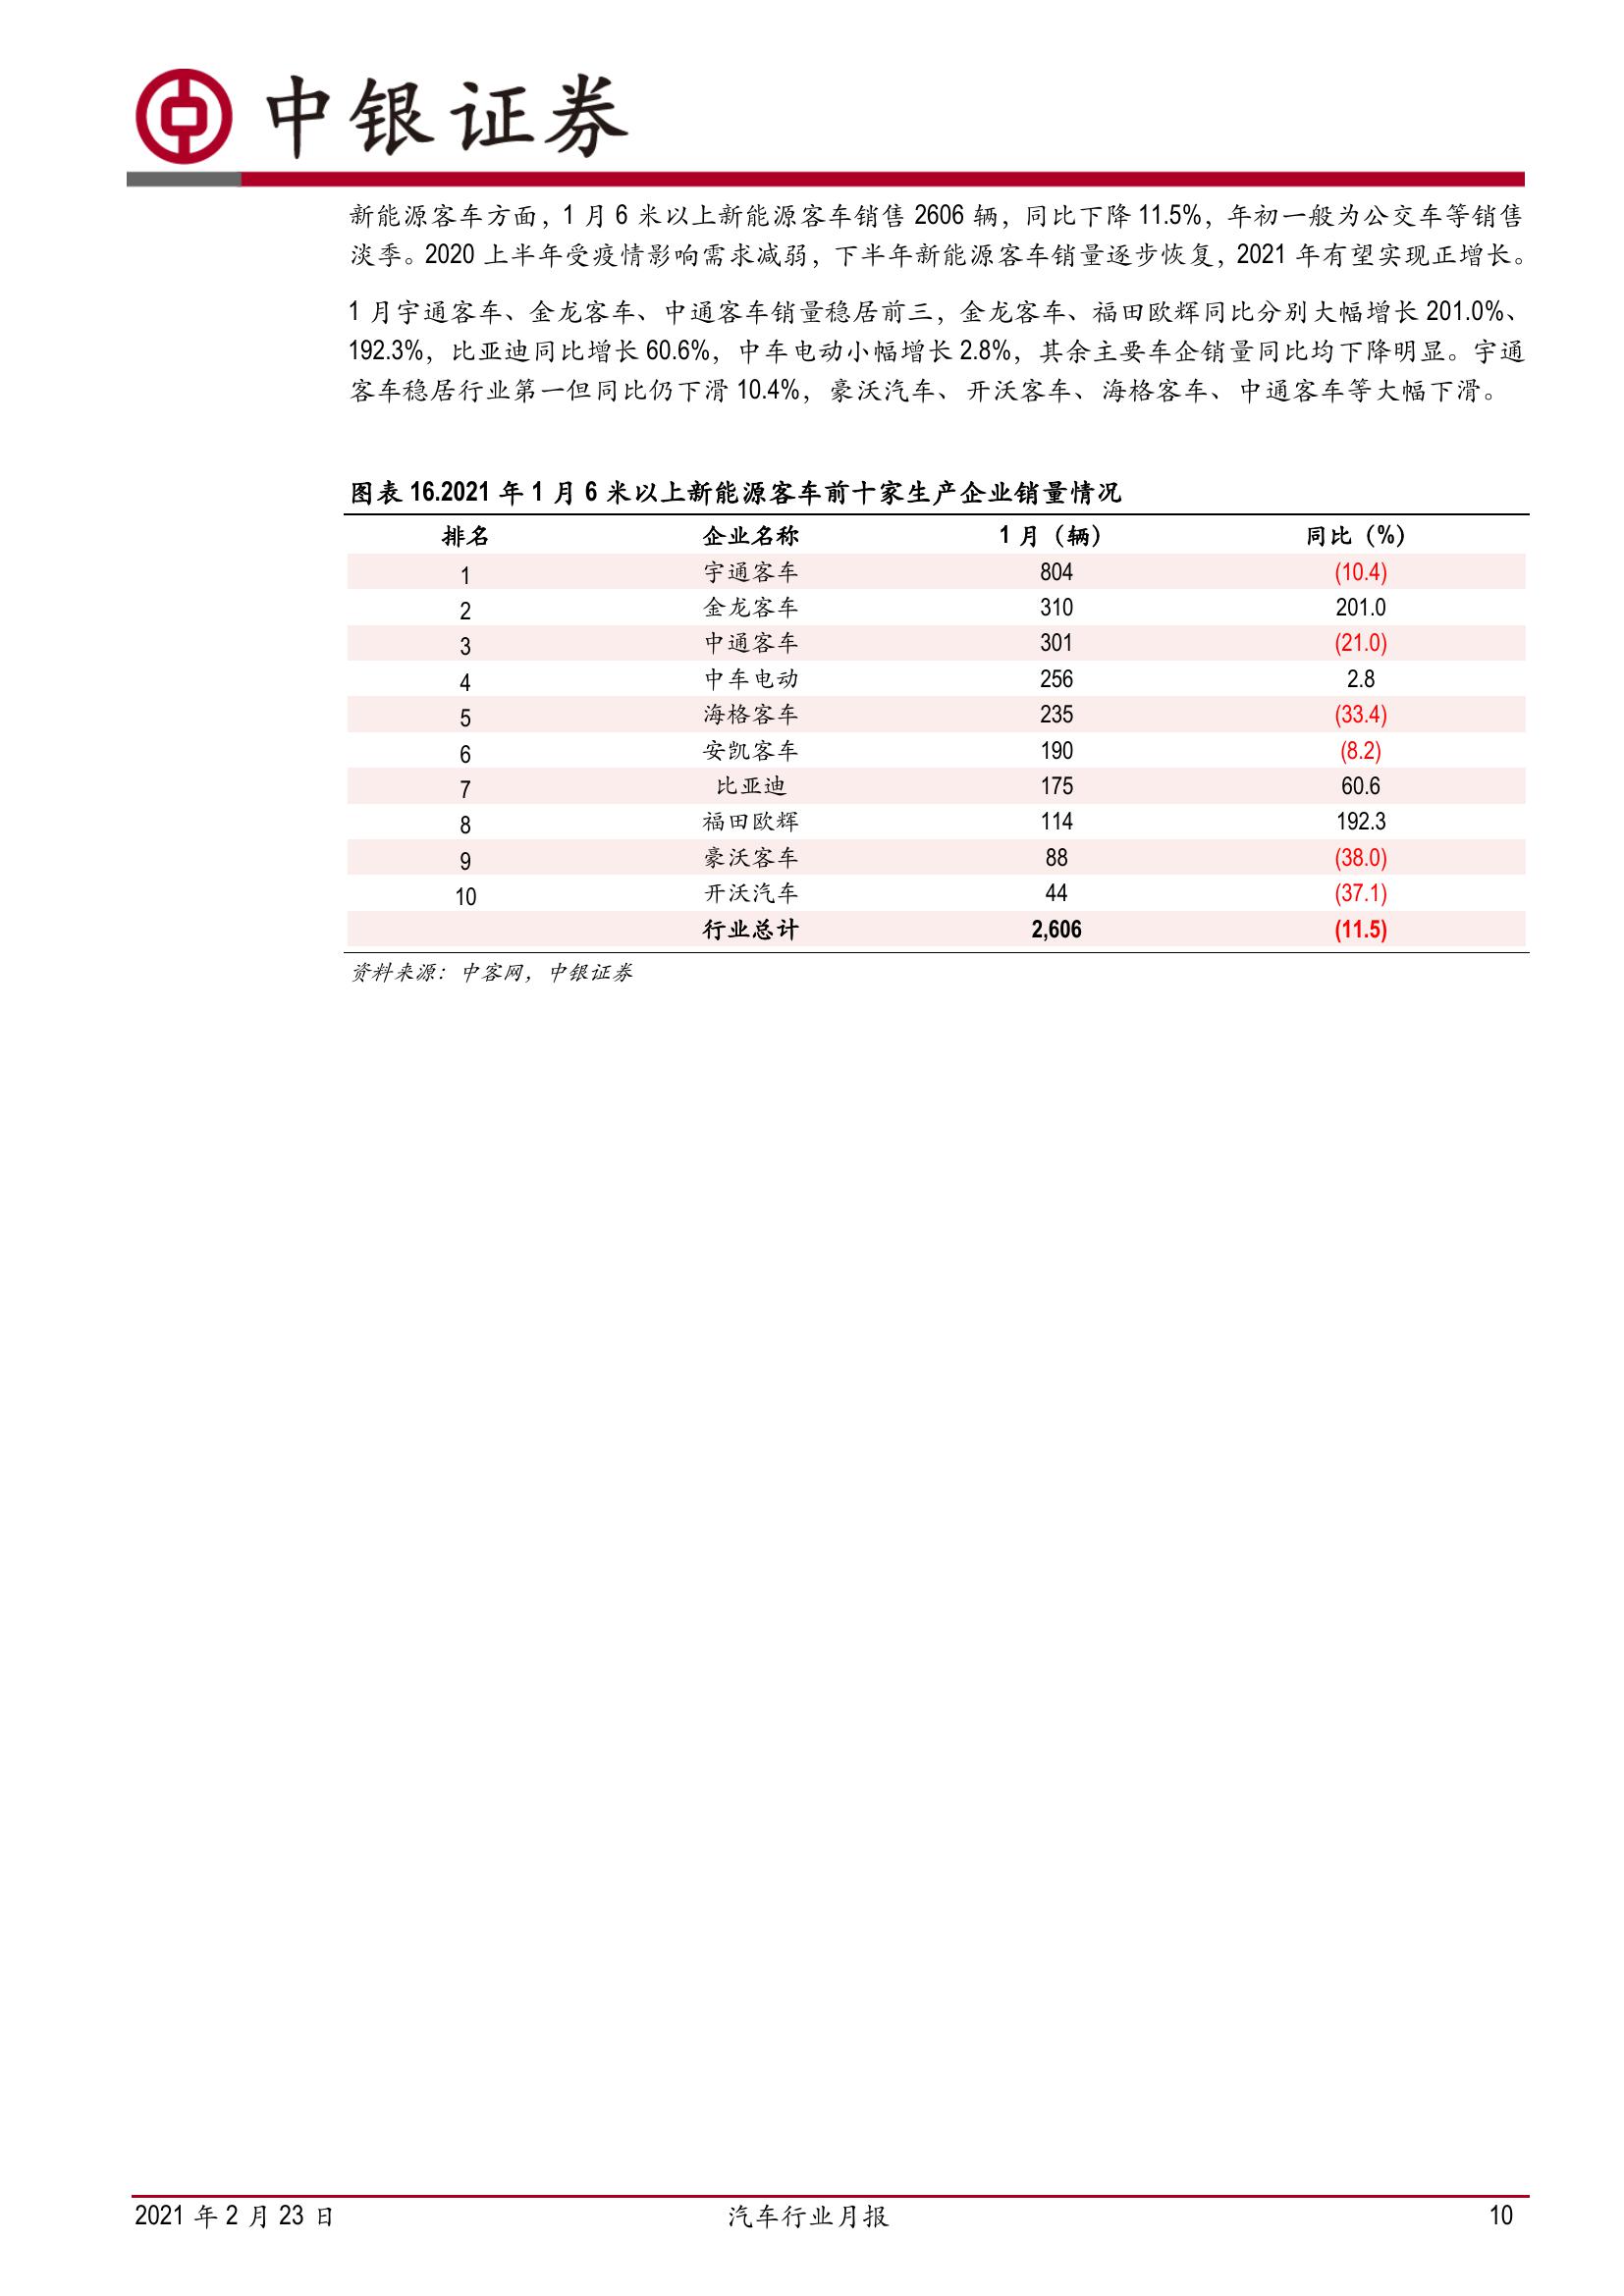 中银证券
新能源客车方面，1 月 6 米以上新能源客车销售 2606 辆，同比下降 11.5%，年初一般为公交车等销售
淡季。2020 上半年受疫情影响需求减弱，下半年新能源客车销量逐步恢复，2021 年有望实现正增长。
1 月宇通客车、金龙客车、中通客车销量稳居前三，金龙客车、福田欧辉同比分别大幅增长 201.0%、
192.3%，比亚迪同比增长 60.6%，中车电动小幅增长 2.8%，其余主要车企销量同比均下降明显。宇通
客车稳居行业第一但同比仍下滑 10.4%，豪沃汽车、开沃客车、海格客车、中通客车等大幅下滑。
图表 16.2021 年 1 月 6 米以上新能源客车前十家生产企业销量情况
排名 企业名称 1 月（辆） 同比（%）
1 宇通客车 804 (10.4)
2 金龙客车 310 201.0
3 中通客车 301 (21.0)
4 中车电动 256 2.8
5 海格客车 235 (33.4)
6 安凯客车 190 (8.2)
7 比亚迪 175 60.6
8 福田欧辉 114 192.3
9 豪沃客车 88 (38.0)
10 开沃汽车 44 (37.1)
行业总计 2,606 (11.5)
资料来源：中客网，中银证券
2021 年 2 月 23 日 汽车行业月报 10